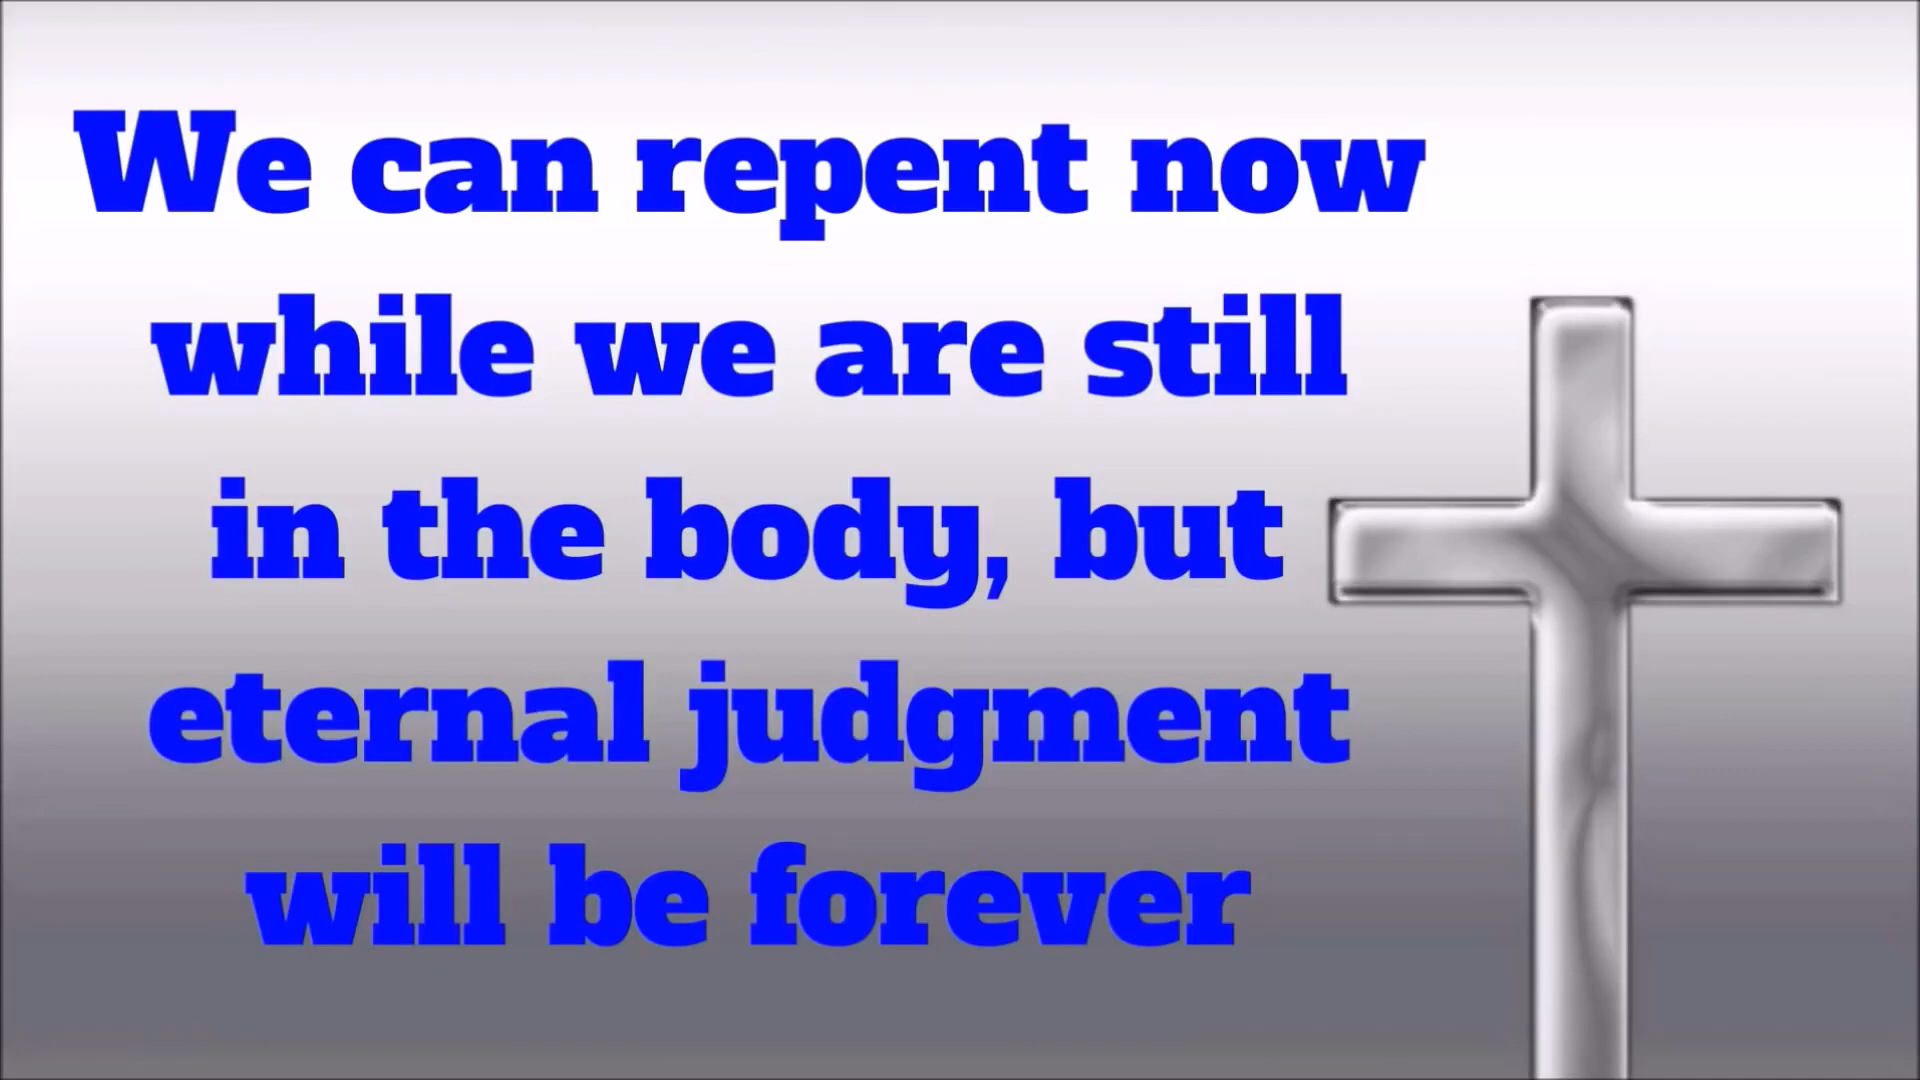 We can repent now
while we are still
in the body, but
eternal judgment
will be forever